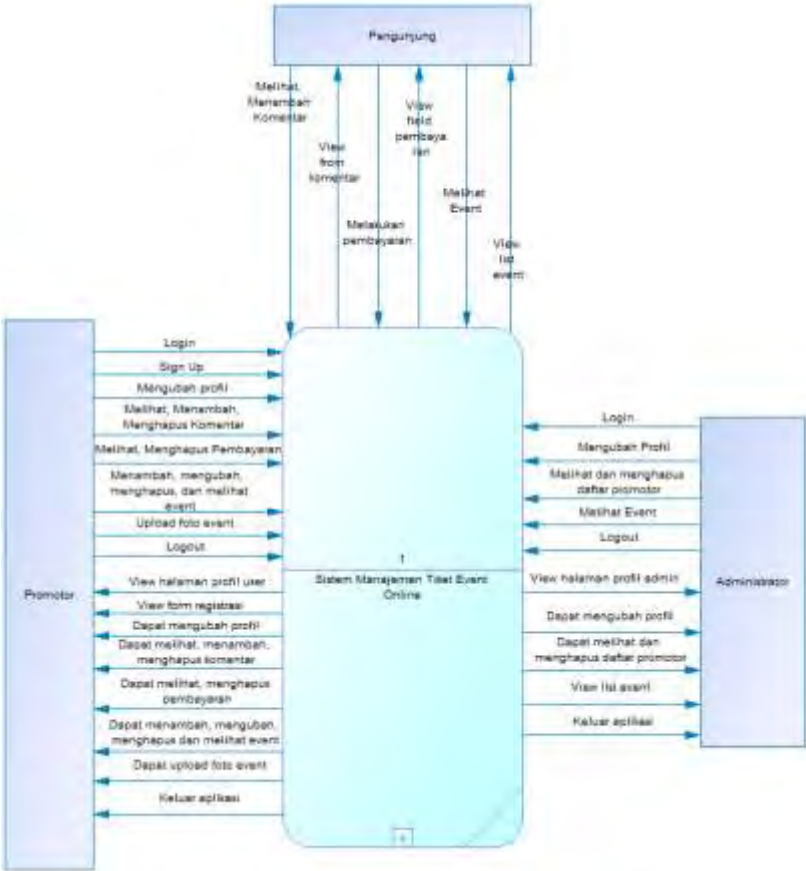 Pengunjung
Melihat,
Menambah
Komentar
View
from
komentar
Melakukan
pembayaran
View
field
pembaya
ran
Melihat
Event
View
list
event
Promotor
Login
Sign Up
Mengubah profil
Melihat, Menambah,
Menghapus Komentar
Melihat, Menghapus Pembayaran
Menambah, mengubah,
menghapus, dan melihat
event
Upload foto event
Logout
View halaman profil user
View form registrasi
Dapat mengubah profil
Dapat melihat, menambah,
menghapus komentar
Dapat melihat, menghapus
pembayaran
Dapat menambah, mengubah,
menghapus dan melihat event
Dapat upload foto event
Keluar aplikasi
1
Sistem Manajemen Tiket Event
Online
Login
Mengubah Profil
Melihat dan menghapus
daftar promotor
Melihat Event
Logout
View halaman profil admin
Dapat mengubah profil
Dapat melihat dan
menghapus daftar promotor
View list event
Keluar aplikasi
Administrator